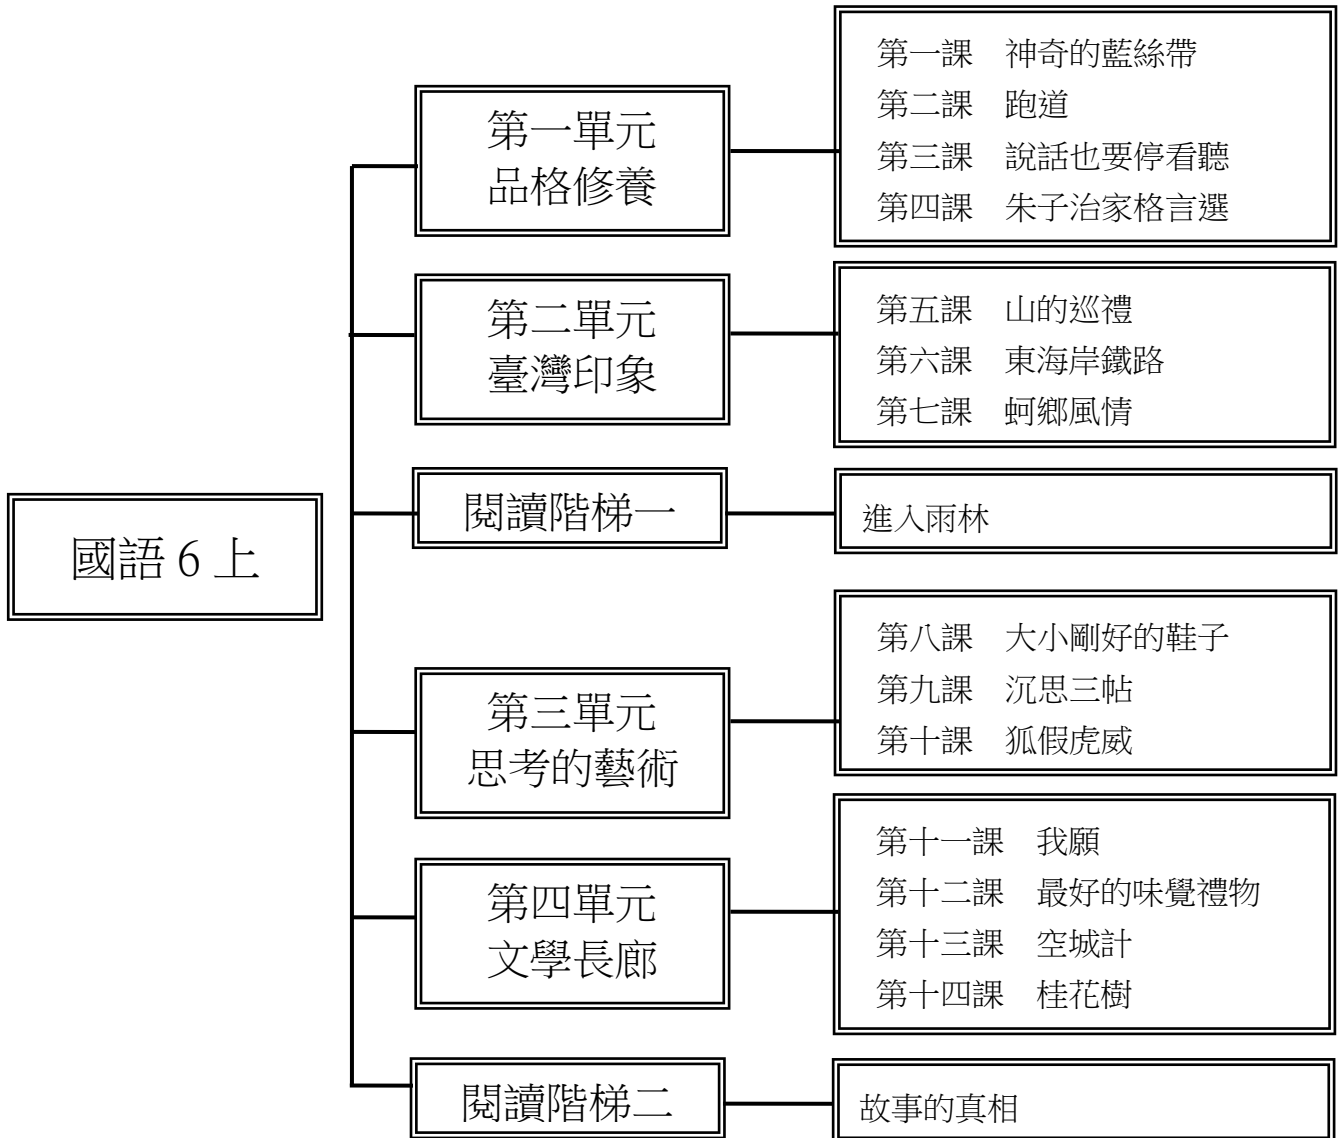 國語 6 上
第一單元
品格修養
第一課　神奇的藍絲帶
第二課　跑道
第三課　說話也要停看聽
第四課　朱子治家格言選
第二單元
臺灣印象
第五課　山的巡禮
第六課　東海岸鐵路
第七課　蚵鄉風情
閱讀階梯一
進入雨林
第三單元
思考的藝術
第八課　大小剛好的鞋子
第九課　沉思三帖
第十課　狐假虎威
第四單元
文學長廊
第十一課　我願
第十二課　最好的味覺禮物
第十三課　空城計
第十四課　桂花樹
閱讀階梯二
故事的真相